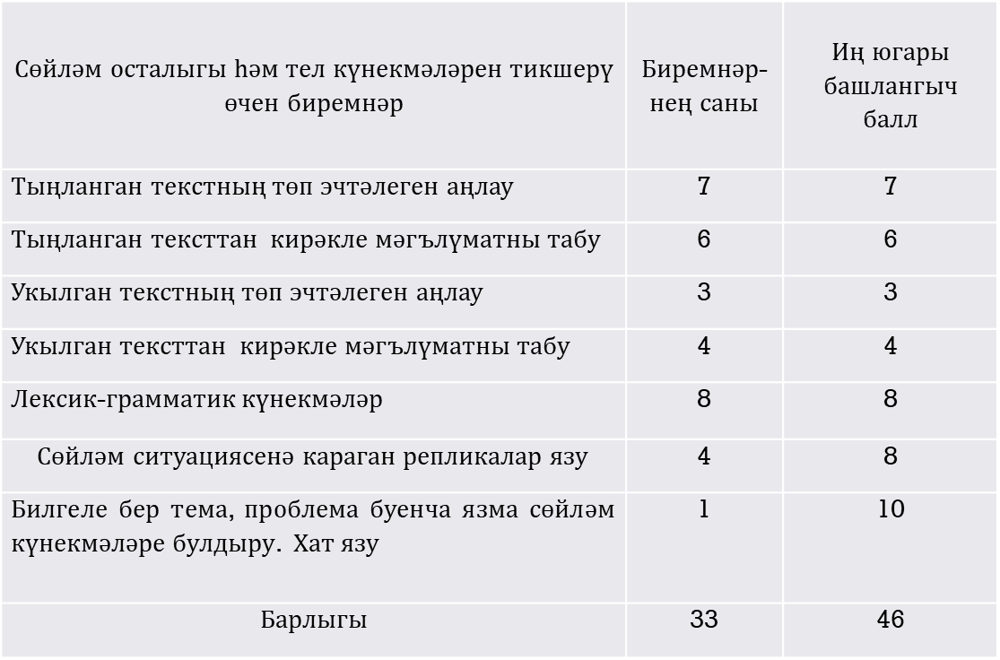 Сөйләм осталыгы һәм тел күнекмәләрен тикшерү
өчен биремнәр
Биремнәр-
нең саны
Иң югары
башлангыч
балл
Тыңланган текстның төп эчтәлеген аңлау 7 7
Тыңланган тексттан кирәкле мәгълүматны табу 6 6
Укылган текстның төп эчтәлеген аңлау 3 3
Укылган тексттан кирәкле мәгълүматны табу 4 4
Лексик-грамматик күнекмәләр 8 8
Сөйләм ситуациясенә караган репликалар язу 4 8
Билгеле бер тема, проблема буенча язма сөйләм 1 10
күнекмәләре булдыру. Хат язу
Барлыгы 33 46